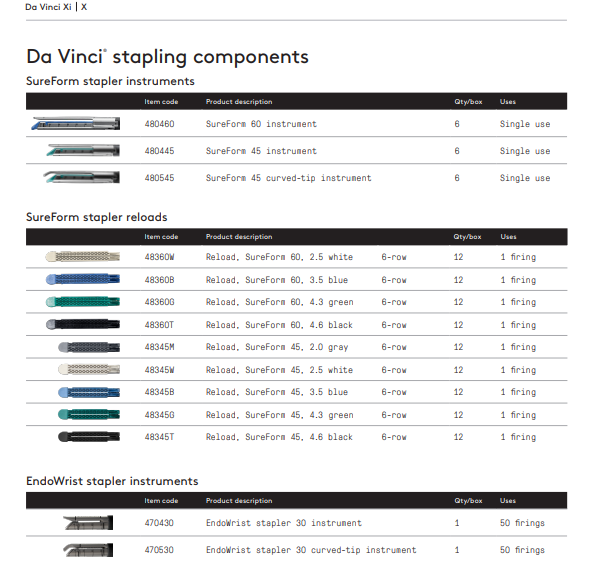 Da Vinci Xi | X
Da Vinci® stapling components
SureForm stapler instruments
Item code Product description Qty/box Uses
480460 SureForm 60 instrument 6 Single use
480445 SureForm 45 instrument 6 Single use
480545 SureForm 45 curved-tip instrument 6 Single use
SureForm stapler reloads
Item code Product description Qty/box Uses
48360W Reload, SureForm 60, 2.5 white 6-row 12 1 firing
48360B Reload, SureForm 60, 3.5 blue 6-row 12 1 firing
48360G Reload, SureForm 60, 4.3 green 6-row 12 1 firing
48360T Reload, SureForm 60, 4.6 black 6-row 12 1 firing
48345M Reload, SureForm 45, 2.0 gray 6-row 12 1 firing
48345W Reload, SureForm 45, 2.5 white 6-row 12 1 firing
48345B Reload, SureForm 45, 3.5 blue 6-row 12 1 firing
48345G Reload, SureForm 45, 4.3 green 6-row 12 1 firing
48345T Reload, SureForm 45, 4.6 black 6-row 12 1 firing
EndoWrist stapler instruments
Item code Product description Qty/box Uses
470430 EndoWrist stapler 30 instrument 1 50 firings
470530 EndoWrist stapler 30 curved-tip instrument 1 50 firings